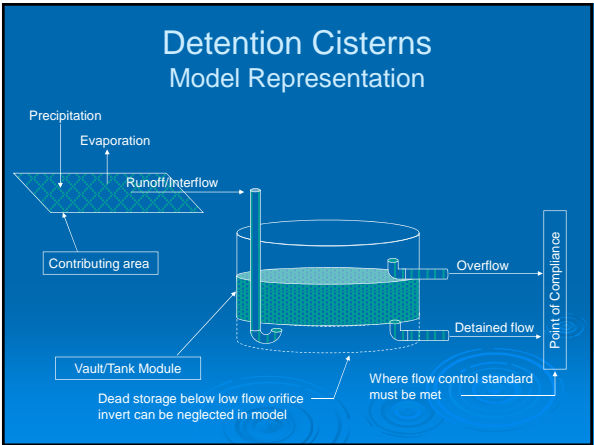 Detention Cisterns
Model Representation
Precipitation
Evaporation
Runoff/Interflow
Contributing area
Overflow
Point of Compliance
Detained flow
Vault/Tank Module
Where flow control standard
must be met
Dead storage below low flow orifice
invert can be neglected in model